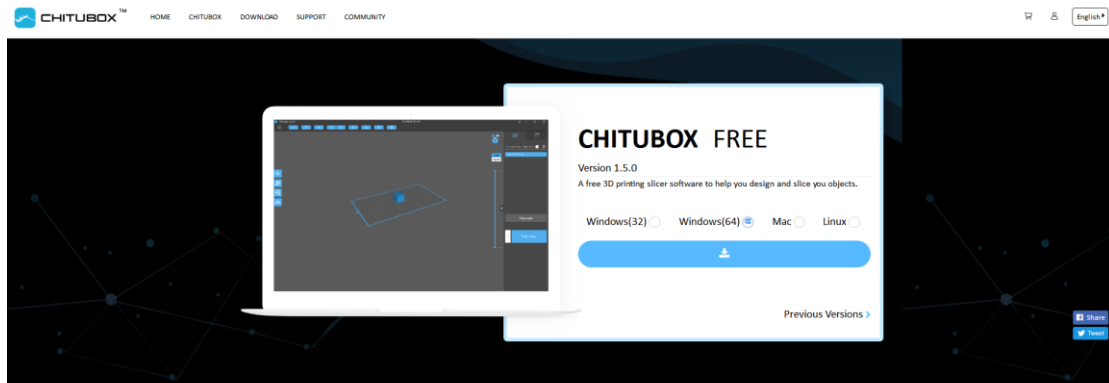 CHITUBOX™
HOME CHITUBOX DOWNLOAD SUPPORT COMMUNITY
English
CHITUBOX FREE
Version 1.5.0
A free 3D printing slicer software to help you design and slice you objects.
Windows(32) Windows(64) Mac Linux
Previous Versions >
Share
Tweet